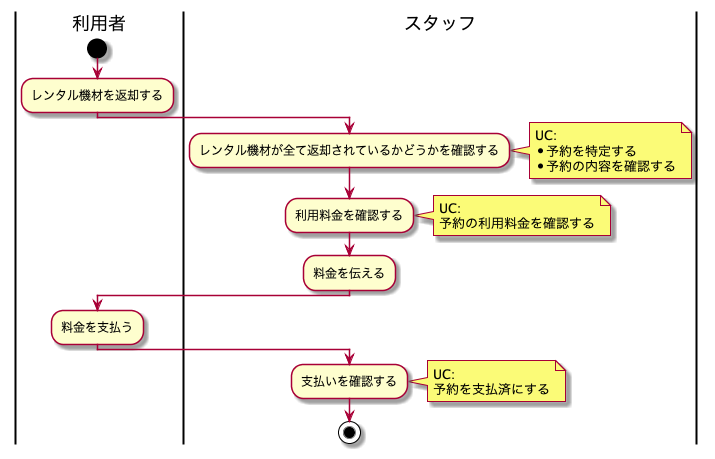 利用者
スタッフ
レンタル機材を返却する
レンタル機材が全て返却されているかどうかを確認する
UC:
• 予約を特定する
• 予約の内容を確認する
利用料金を確認する
UC:
予約の利用料金を確認する
料金を伝える
料金を支払う
支払いを確認する
UC:
予約を支払済にする